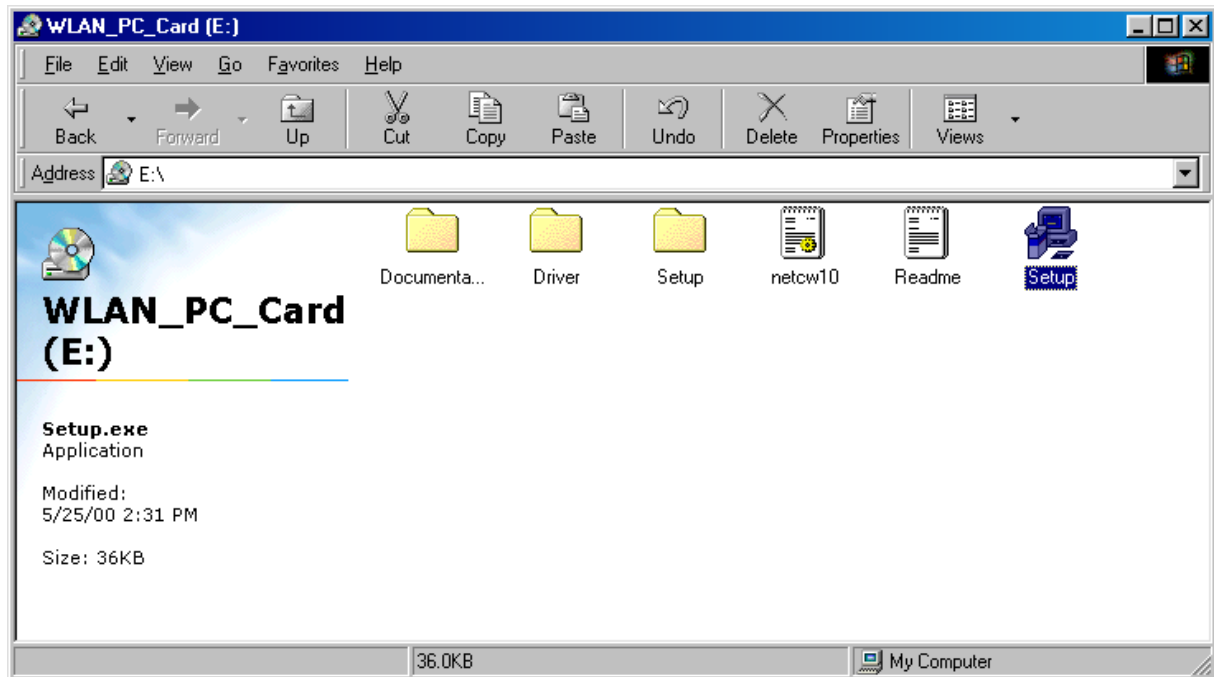 WLAN_PC_Card (E:)
File Edit View Go Favorites Help
Back Forward Up Cut Copy Paste Undo Delete Properties Views
Address E:\
Documenta... Driver Setup netcw10 Readme Setup
WLAN_PC_Card
(E:)
Setup.exe
Application
Modified:
5/25/00 2:31 PM
Size: 36KB
36.0KB My Computer